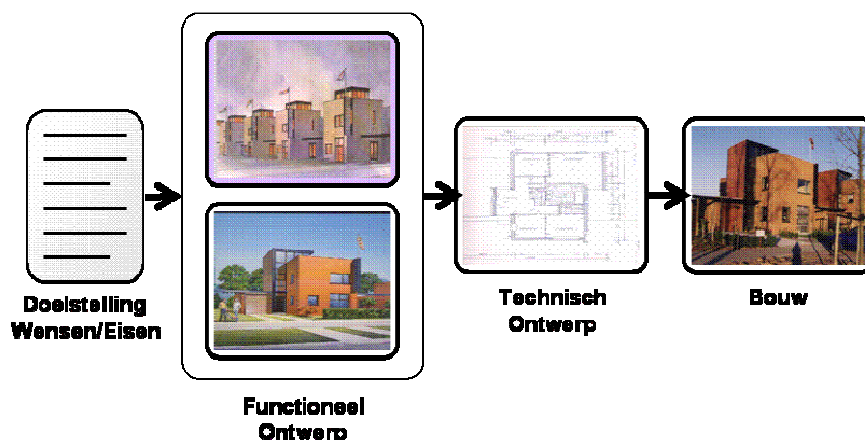 Doelstelling
Wensen/Eisen
Functioneel
Ontwerp
Technisch
Ontwerp
Bouw